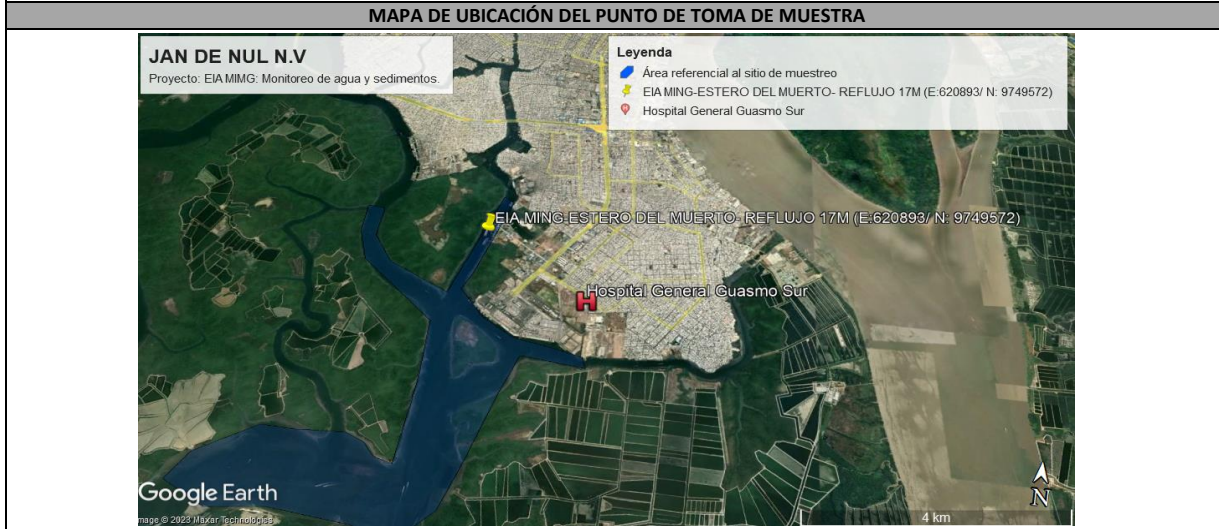 MAPA DE UBICACIÓN DEL PUNTO DE TOMA DE MUESTRA
JAN DE NUL N.V
Proyecto: EIA MIMG: Monitoreo de agua y sedimentos.
Leyenda
Área referencial al sitio de muestreo
EIA MING-ESTERO DEL MUERTO- REFLUJO 17M (E:620893/ N: 9749572)
H Hospital General Guasmo Sur
EIA MING-ESTERO DEL MUERTO- REFLUJO 17M (E:620893/ N: 9749572)
Hospital General Guasmo Sur
H
Google Earth
mage © 2023 Maxar Technologies
N
4 km